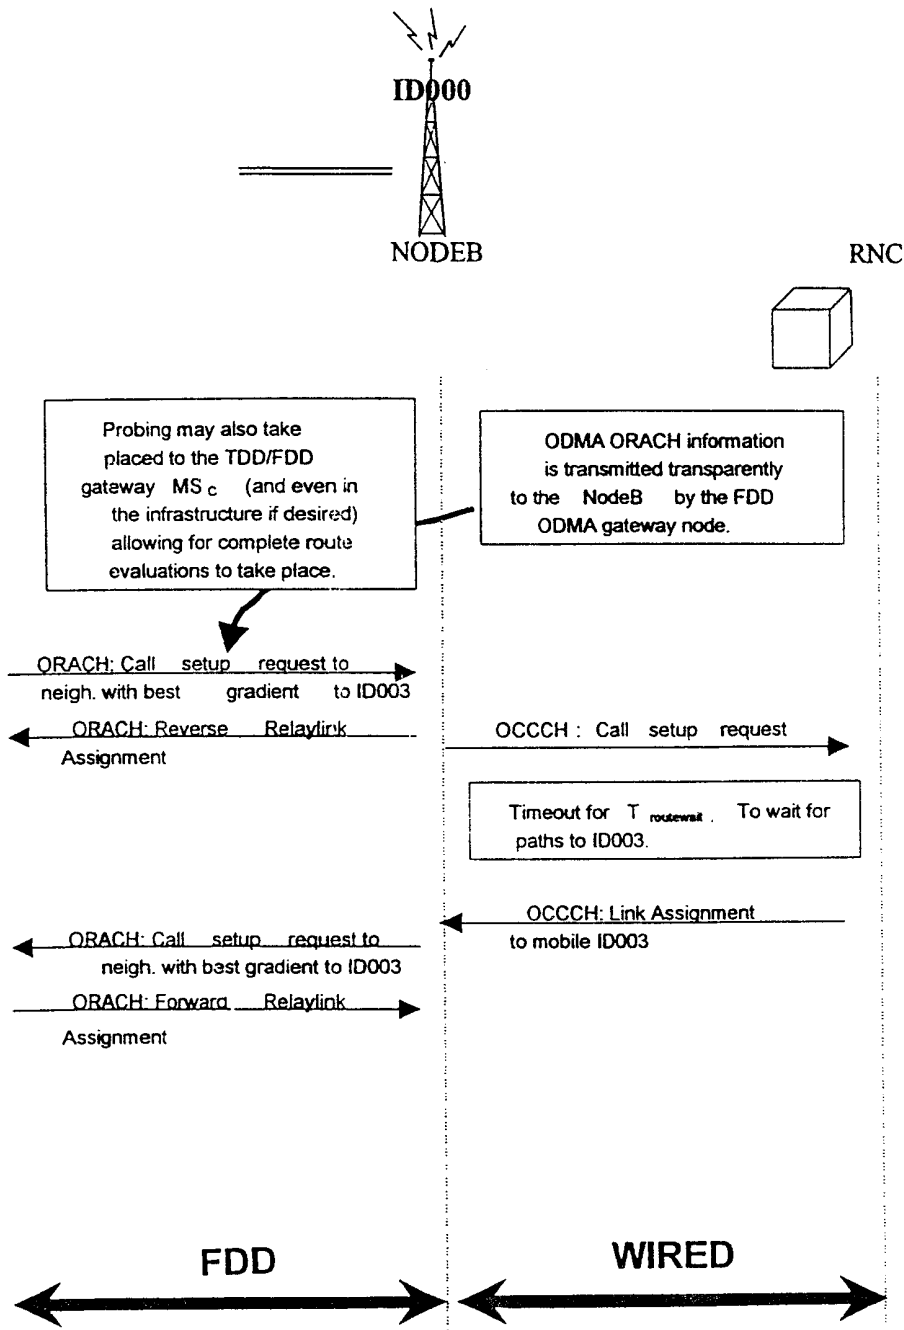 ID000
NODEB
RNC
Probing may also take
placed to the TDD/FDD
gateway MS c (and even in
the infrastructure if desired)
allowing for complete route
evaluations to take place.
ODMA ORACH information
is transmitted transparently
to the NodeB by the FDD
ODMA gateway node.
ORACH: Call setup request to
neigh. with best gradient to ID003
ORACH: Reverse Relaylink
Assignment
OCCCH : Call setup request
Timeout for T routewait . To wait for
paths to ID003.
OCCCH: Link Assignment
to mobile ID003
ORACH: Call setup request to
neigh. with best gradient to ID003
ORACH: Forward Relaylink
Assignment
FDD
WIRED